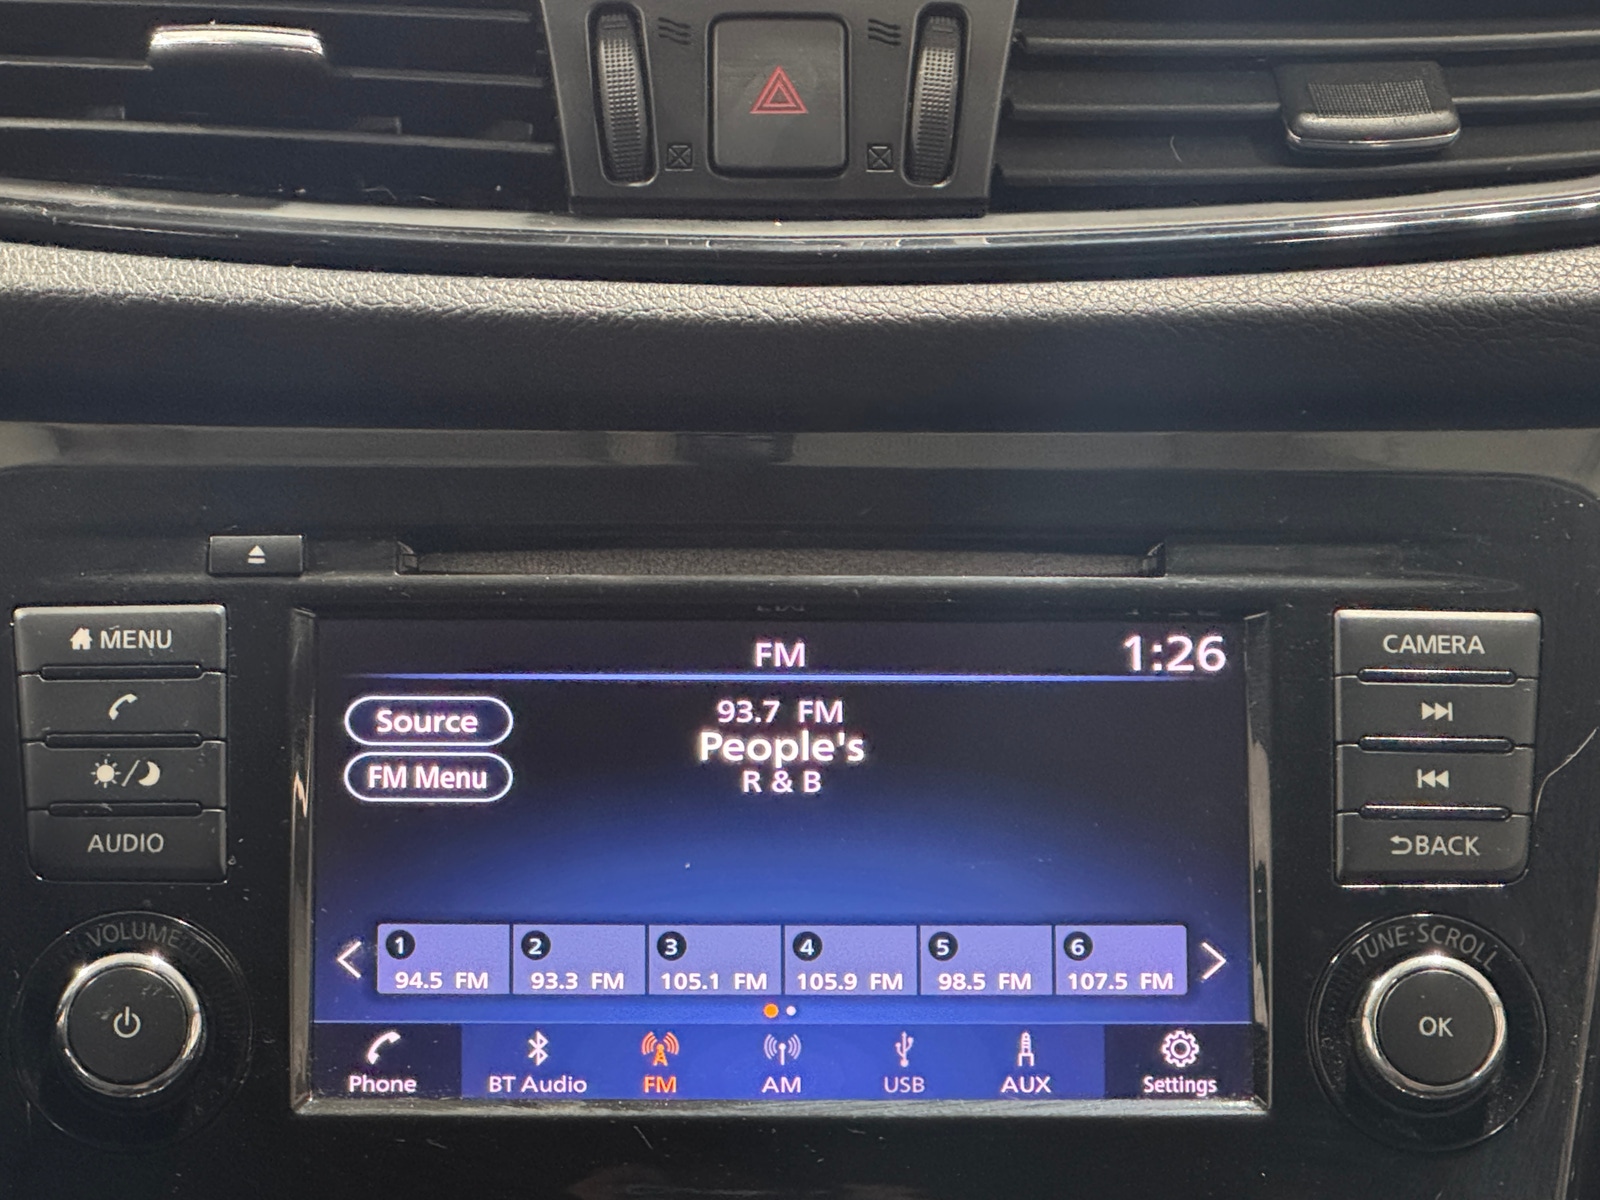 MENU
AUDIO
VOLUME
FM
1:26
Source
FM Menu
93.7 FM
People's
R & B
1
94.5 FM
2
93.3 FM
3
105.1 FM
4
105.9 FM
5
98.5 FM
6
107.5 FM
Phone
BT Audio
FM
AM
USB
AUX
Settings
CAMERA
BACK
TUNE·SCROLL
OK